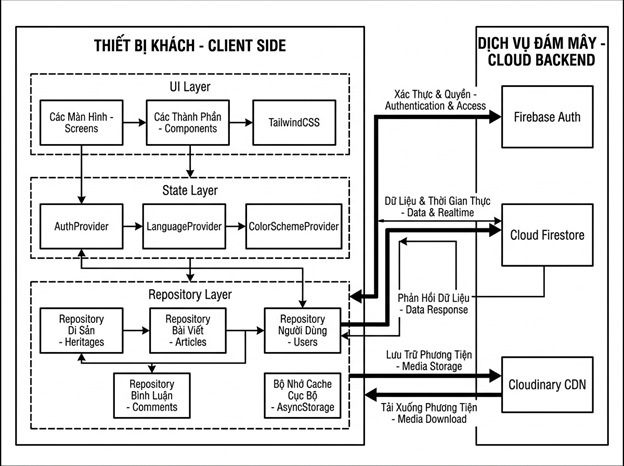 THIẾT BỊ KHÁCH - CLIENT SIDE
UI Layer
Các Màn Hình -
Screens
Các Thành Phần
- Components
TailwindCSS
State Layer
AuthProvider
LanguageProvider
ColorSchemeProvider
Repository Layer
Repository
Di Sản
- Heritages
Repository
Bài Viết
- Articles
Repository
Người Dùng
- Users
Repository
Bình Luận
- Comments
Bộ Nhớ Cache
Cục Bộ
- AsyncStorage
Xác Thực & Quyền -
Authentication & Access
Dữ Liệu & Thời Gian Thực
- Data & Realtime
Phản Hồi Dữ Liệu
- Data Response
Lưu Trữ Phương Tiện
- Media Storage
Tải Xuống Phương Tiện
- Media Download
DỊCH VỤ ĐÁM MÂY -
CLOUD BACKEND
Firebase Auth
Cloud Firestore
Cloudinary CDN